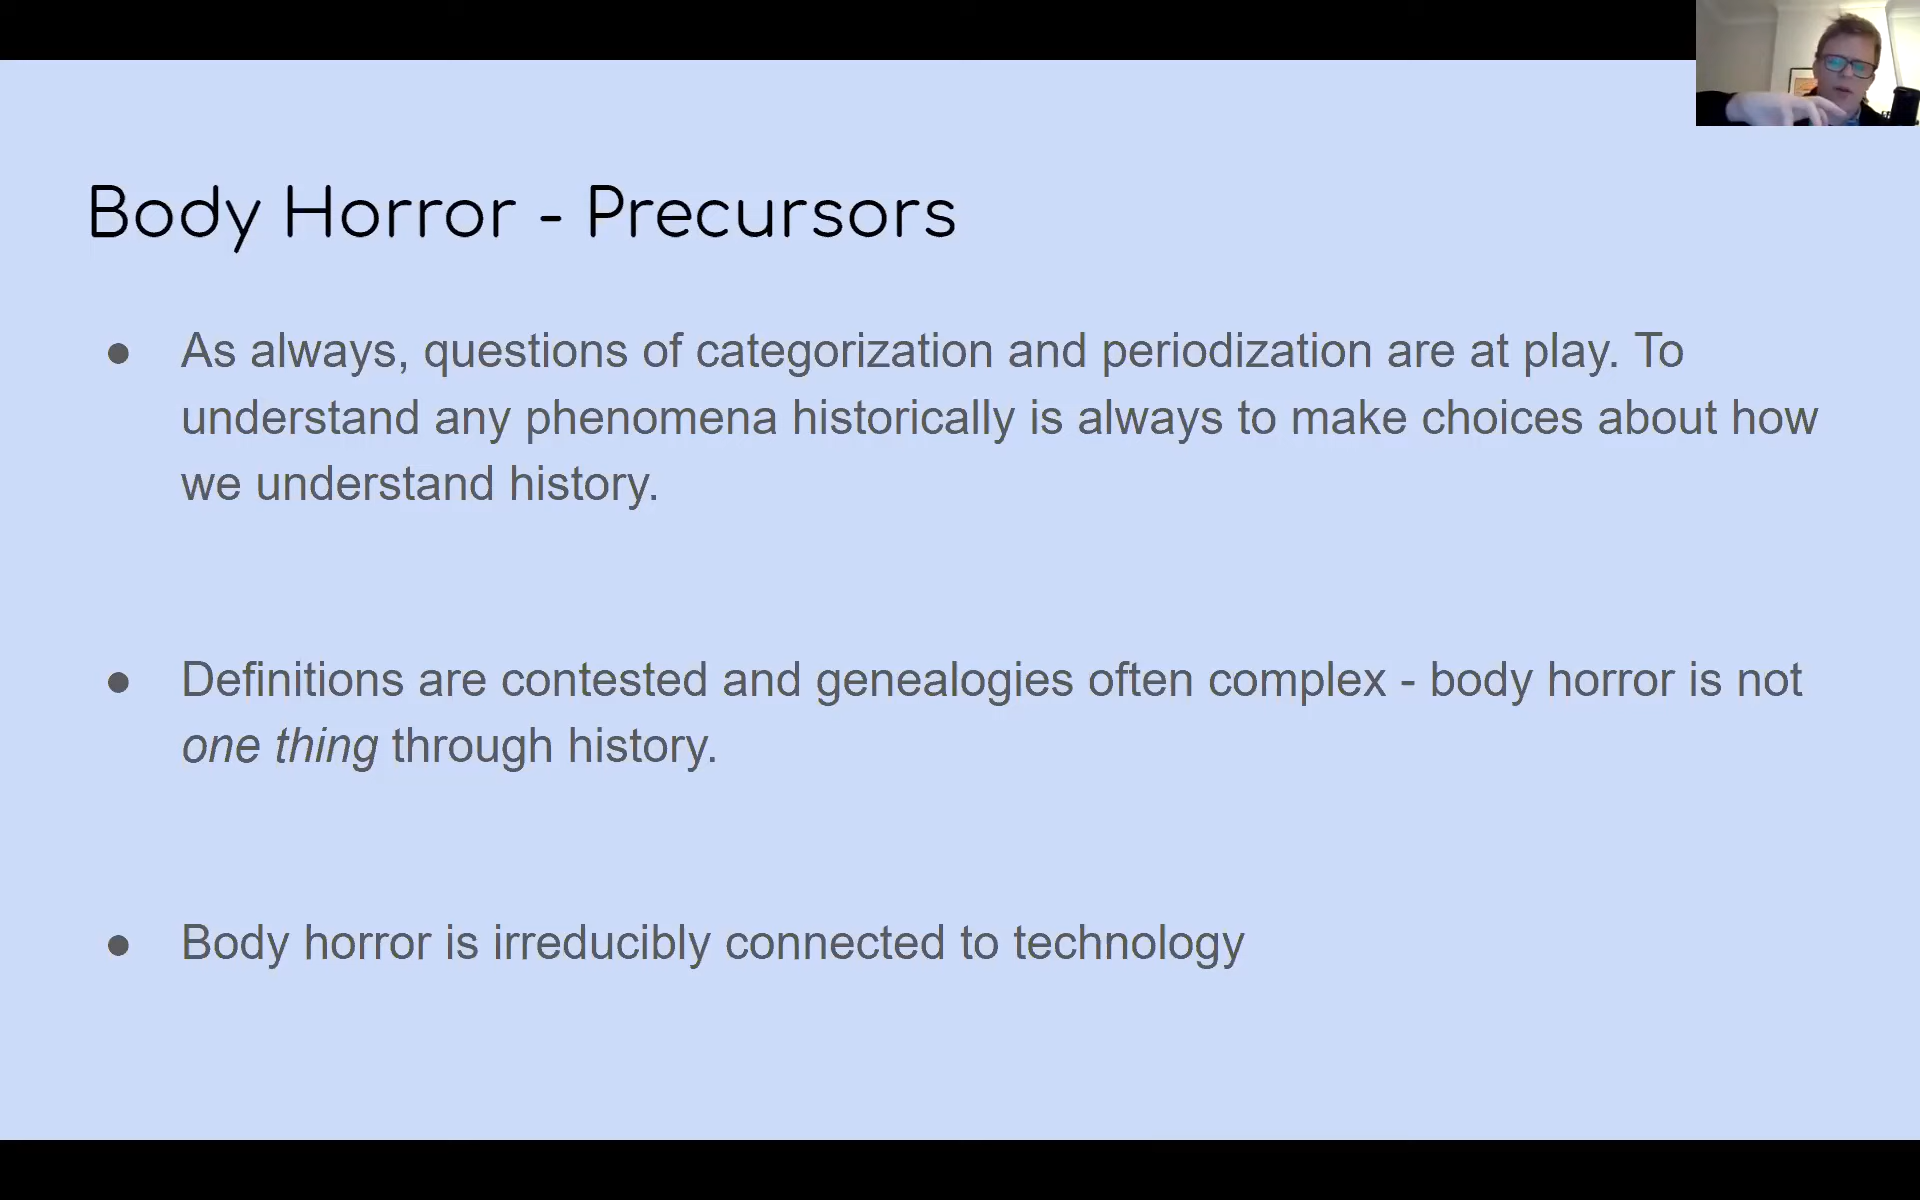 Body Horror - Precursors
As always, questions of categorization and periodization are at play. To
understand any phenomena historically is always to make choices about how
we understand history.
Definitions are contested and genealogies often complex - body horror is not
one thing through history.
Body horror is irreducibly connected to technology